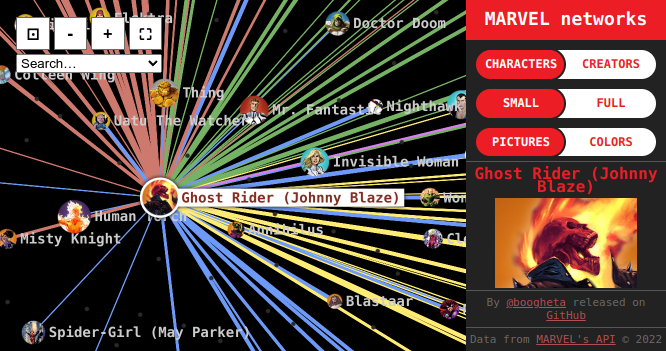 MARVEL networks
- +
Search...
Elektra
Doctor Doom
Colleen Wing
Thing
Mr. Fantastic
Nighthawk
Uatu The Watcher
Invisible Woman
Ghost Rider (Johnny Blaze)
Human Torch
Misty Knight
Annihilus
Blastaar
Spider-Girl (May Parker)
CHARACTERS CREATORS
SMALL FULL
PICTURES COLORS
Ghost Rider (Johnny
Blaze)
By @boogheta released on
GitHub
Data from MARVEL's API © 2022